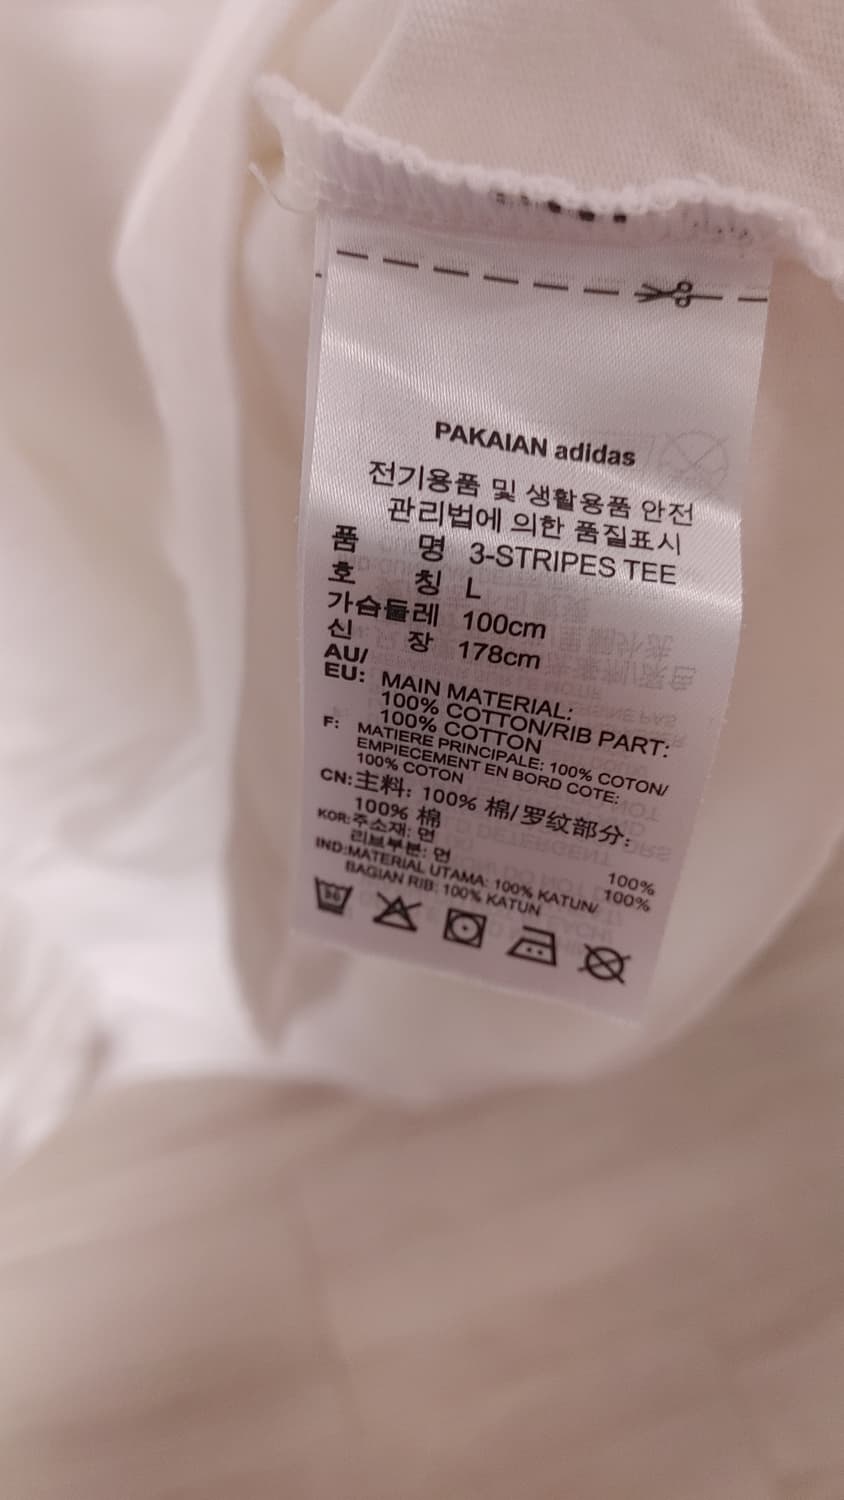 PAKAIAN adidas
전기용품 및 생활용품 안전
관리법에 의한 품질표시
품 명 3-STRIPES TEE
호 칭 L
가슴둘레 100cm
신 장 178cm
AU/
EU: MAIN MATERIAL:
100% COTTON/RIB PART:
100% COTTON
F: MATIERE PRINCIPALE: 100% COTON/
EMPIECEMENT EN BORD COTE:
100% COTON
CN: 主料: 100% 棉/罗纹部分:
100% 棉
KOR: 주소재: 면 100%
리브부분: 면 100%
IND: MATERIAL UTAMA: 100% KATUN/
BAGIAN RIB: 100% KATUN